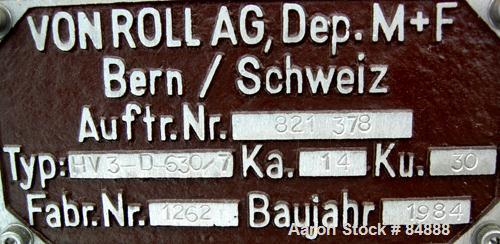 VON ROLL AG, Dep. M+F
Bern / Schweiz
Auftr. Nr. 821 378
Typ: HV3-D-630/7 Ka. 14 Ku. 30
Fabr. Nr. 1262 Baujahr 1984
Aaron Stock # 84888